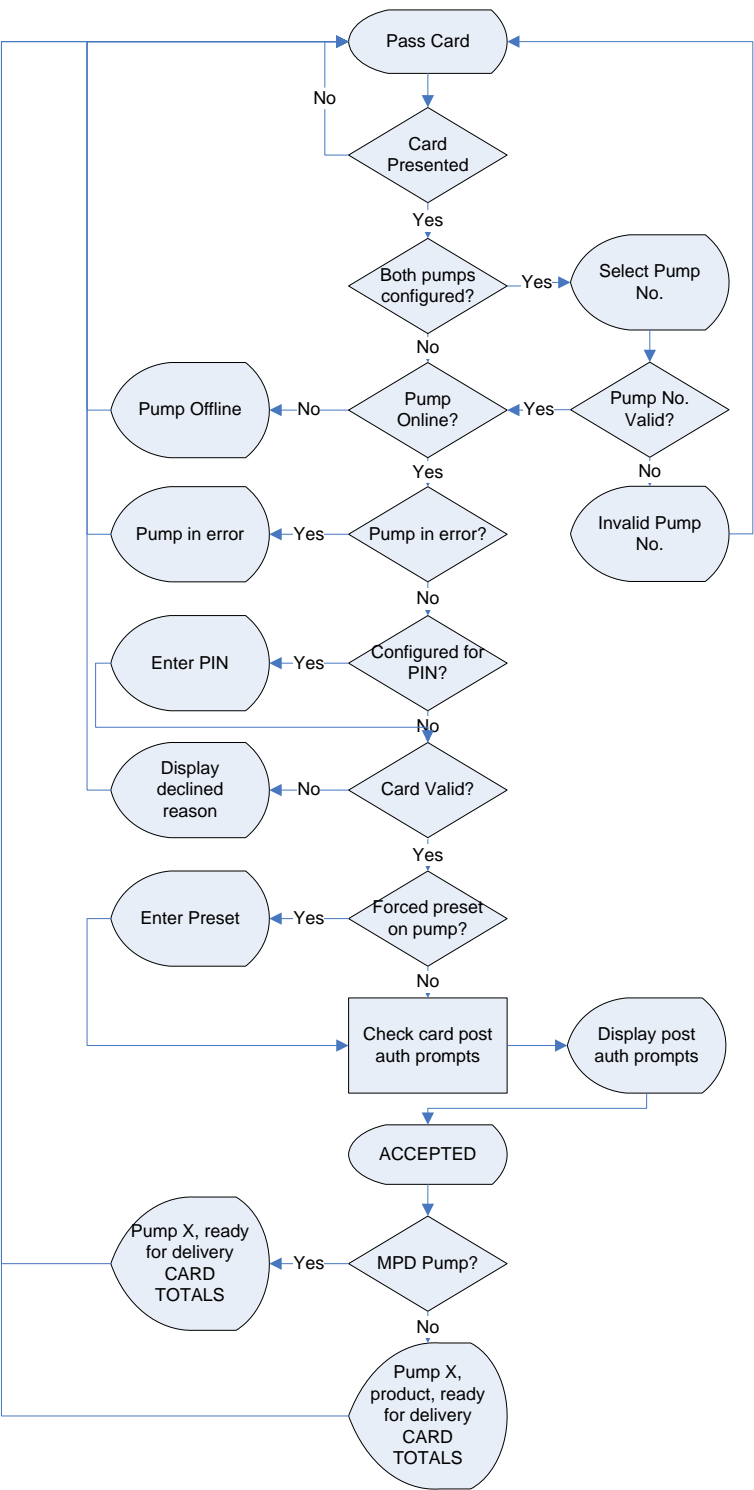 Pass Card
No
Card
Presented
Yes
Both pumps
configured?
Yes
Select Pump
No.
No
Pump Offline
No
Pump
Online?
Yes
Pump No.
Valid?
Yes
No
Pump in error
Yes
Pump in error?
Invalid Pump
No.
No
Enter PIN
Yes
Configured for
PIN?
No
Display
declined
reason
No
Card Valid?
Yes
Enter Preset
Yes
Forced preset
on pump?
No
Check card post
auth prompts
Display post
auth prompts
ACCEPTED
Pump X, ready
for delivery
CARD
TOTALS
Yes
MPD Pump?
No
Pump X,
product, ready
for delivery
CARD
TOTALS